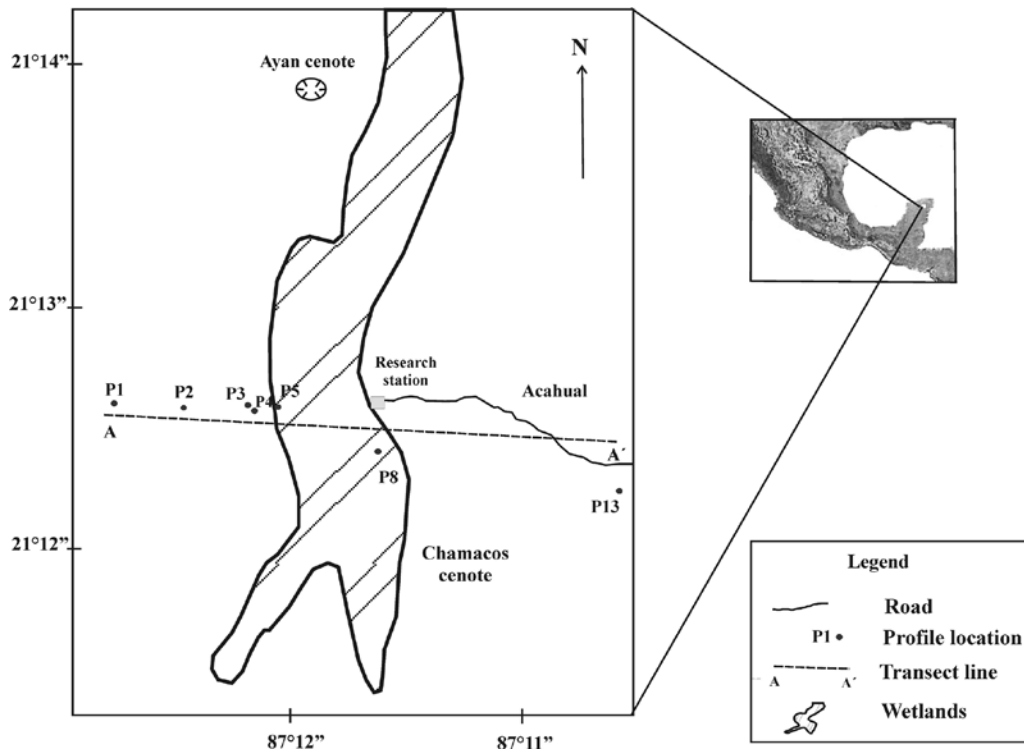 21°14”
Ayan cenote
N
21°13”
Research
station
Acahual
P1
P2
P3
P4
P5
A
A´
P8
P13
21°12”
Chamacos
cenote
87°12”
87°11”
Legend
Road
P1
Profile location
A
A´
Transect line
Wetlands